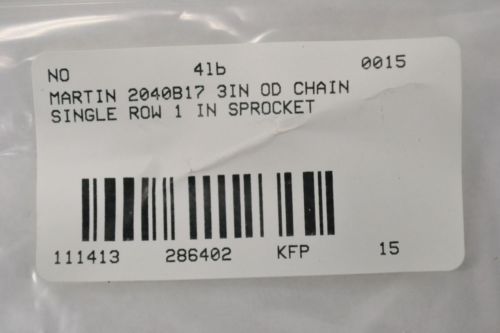 NO 4lb 0015
MARTIN 2040B17 3IN OD CHAIN
SINGLE ROW 1 IN SPROCKET
111413 286402 KFP 15